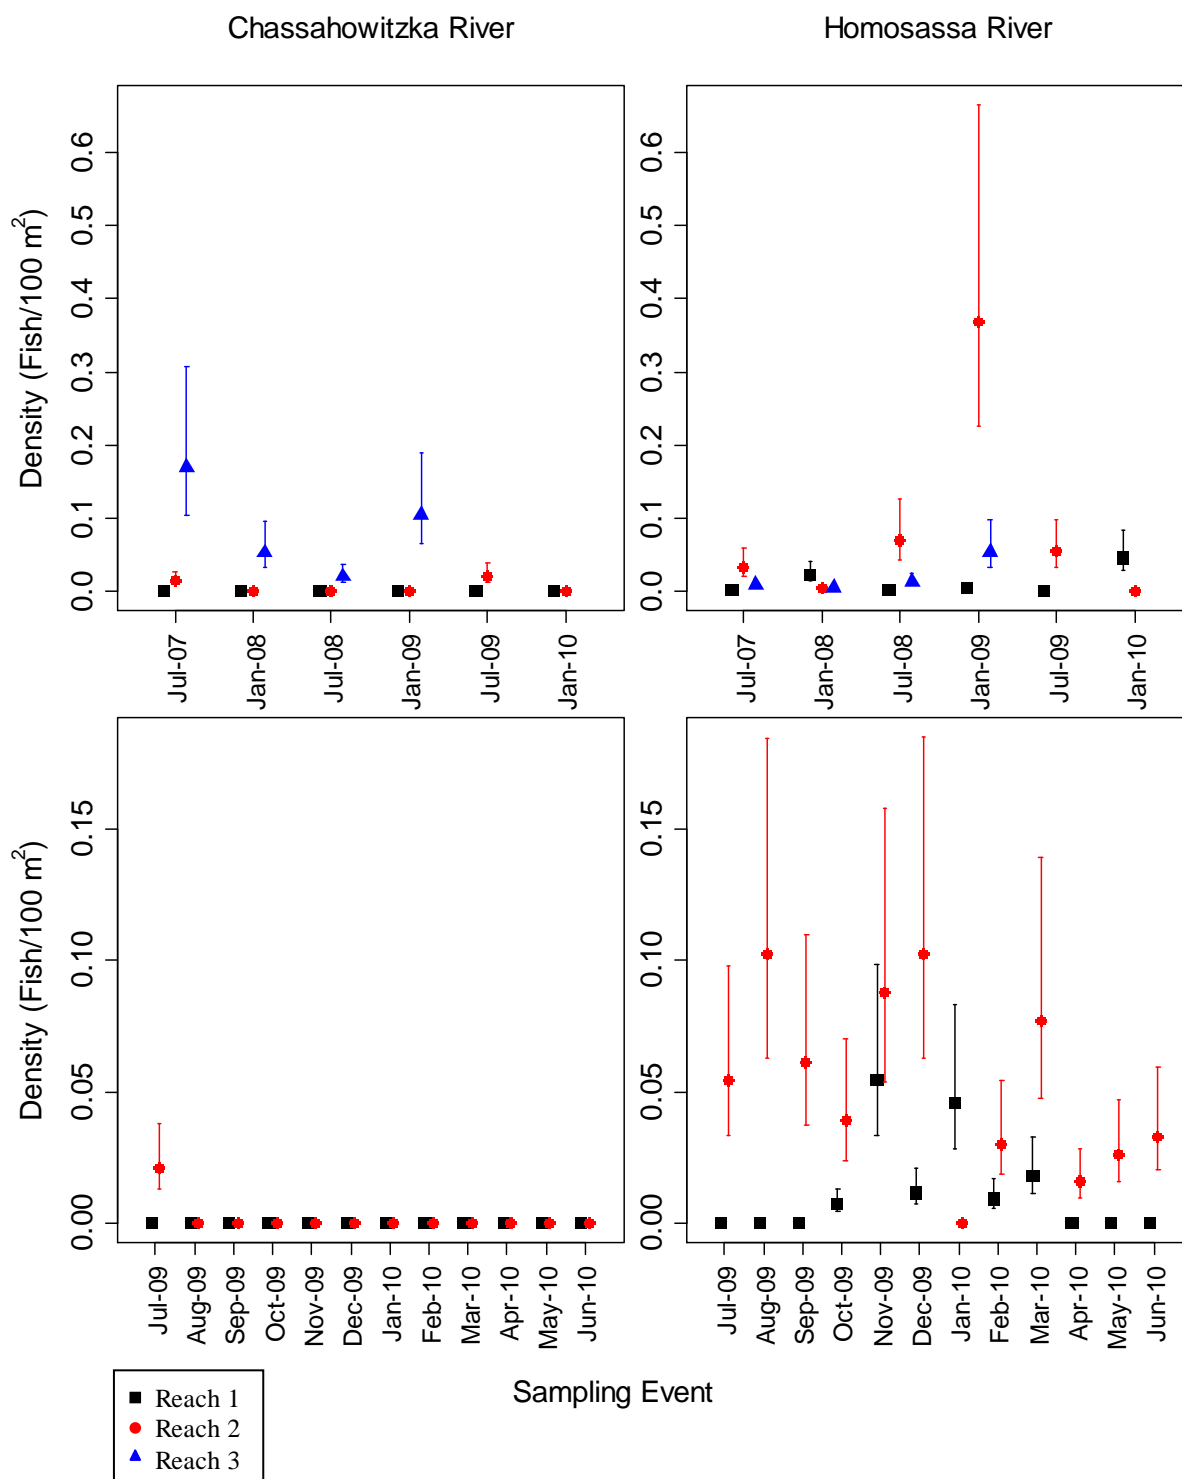 Chassahowitzka River
Homosassa River
Density (Fish/100 m²)
0.0 0.1 0.2 0.3 0.4 0.5 0.6
Jul-07 Jan-08 Jul-08 Jan-09 Jul-09 Jan-10
0.0 0.1 0.2 0.3 0.4 0.5 0.6
Jul-07 Jan-08 Jul-08 Jan-09 Jul-09 Jan-10
Density (Fish/100 m²)
0.00 0.05 0.10 0.15
Jul-09 Aug-09 Sep-09 Oct-09 Nov-09 Dec-09 Jan-10 Feb-10 Mar-10 Apr-10 May-10 Jun-10
0.00 0.05 0.10 0.15
Jul-09 Aug-09 Sep-09 Oct-09 Nov-09 Dec-09 Jan-10 Feb-10 Mar-10 Apr-10 May-10 Jun-10
Sampling Event
Reach 1
Reach 2
Reach 3